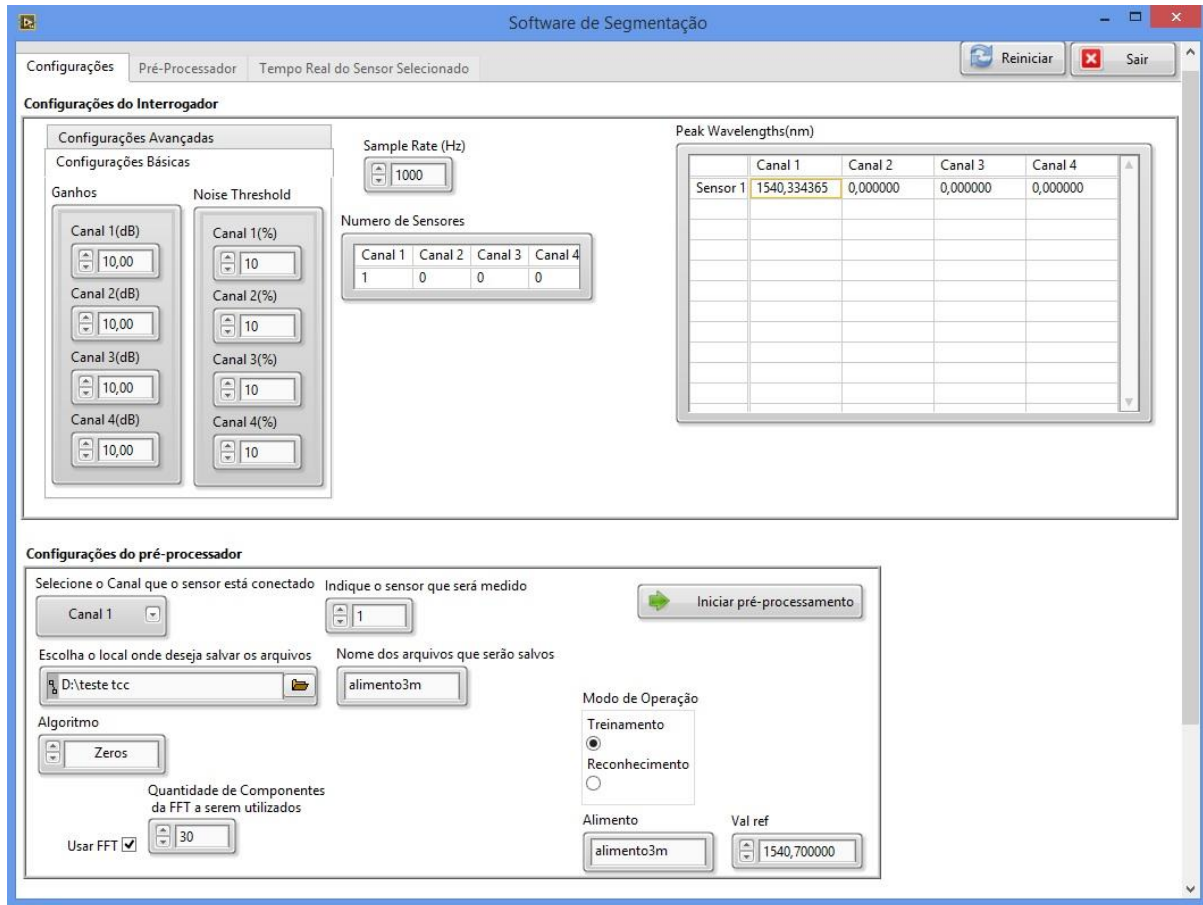 Software de Segmentação
Configurações
Pré-Processador
Tempo Real do Sensor Selecionado
Reiniciar
Sair
Configurações do Interrogador
Configurações Avançadas
Configurações Básicas
Ganhos
Canal 1(dB)
10,00
Canal 2(dB)
10,00
Canal 3(dB)
10,00
Canal 4(dB)
10,00
Noise Threshold
Canal 1(%)
10
Canal 2(%)
10
Canal 3(%)
10
Canal 4(%)
10
Sample Rate (Hz)
1000
Numero de Sensores
Canal 1 Canal 2 Canal 3 Canal 4
1 0 0 0
Peak Wavelengths(nm)
Canal 1 Canal 2 Canal 3 Canal 4
Sensor 1 1540,334365 0,000000 0,000000 0,000000
Configurações do pré-processador
Selecione o Canal que o sensor está conectado
Canal 1
Indique o sensor que será medido
1
Iniciar pré-processamento
Escolha o local onde deseja salvar os arquivos
D:\teste tcc
Nome dos arquivos que serão salvos
alimento3m
Algoritmo
Zeros
Modo de Operação
Treinamento
Reconhecimento
Quantidade de Componentes
da FFT a serem utilizados
Usar FFT
30
Alimento
alimento3m
Val ref
1540,700000